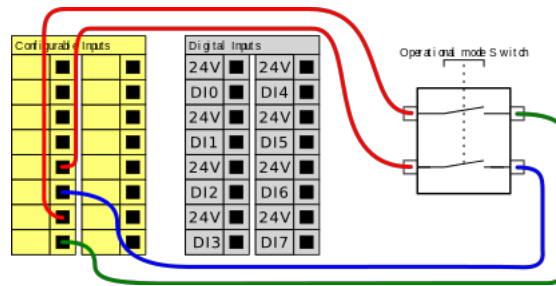 Configurable Inputs
Digital Inputs
Operational mode Switch
24V 24V
DI0 DI4
24V 24V
DI1 DI5
24V 24V
DI2 DI6
24V 24V
DI3 DI7